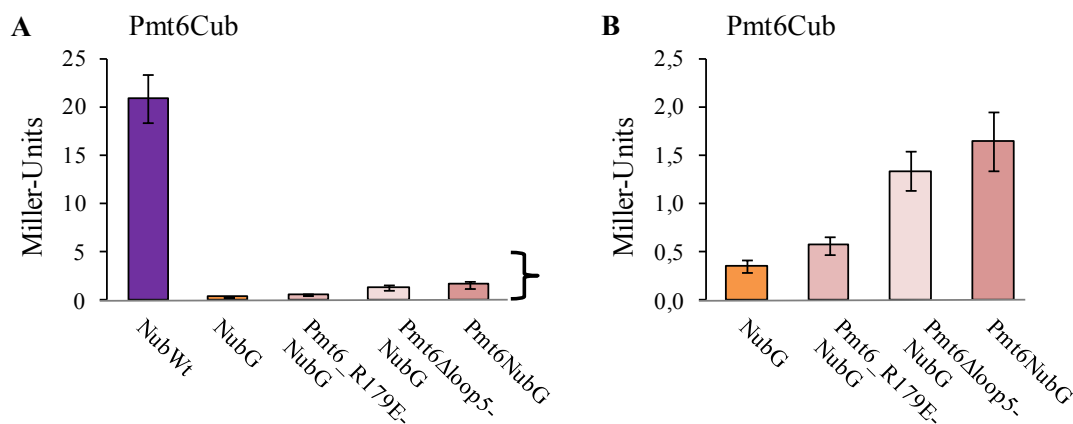 A
Pmt6Cub
Miller-Units
25
20
15
10
5
0
NubWt
NubG
Pmt6_R179E-
NubG
Pmt6Δloop5-
NubG
Pmt6NubG
B
Pmt6Cub
Miller-Units
2,5
2,0
1,5
1,0
0,5
0,0
NubG
Pmt6_R179E-
NubG
Pmt6Δloop5-
NubG
Pmt6NubG